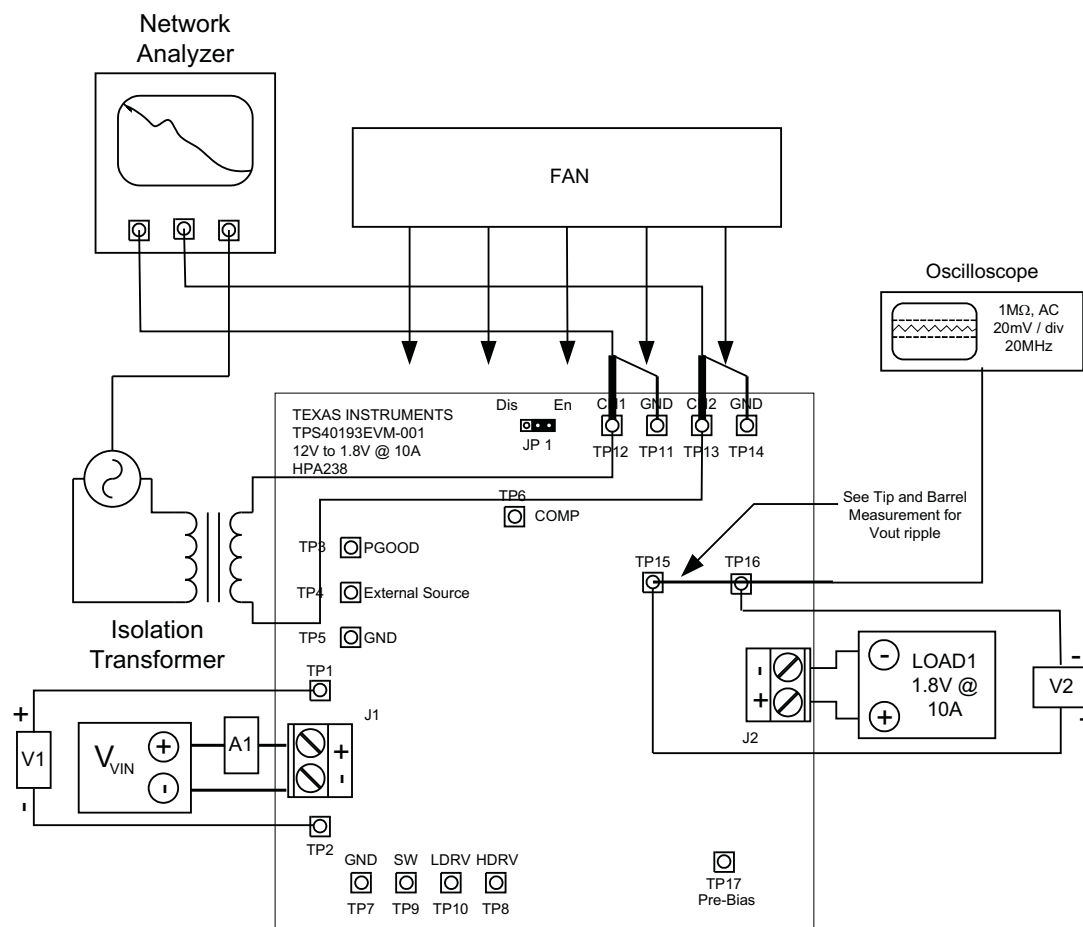 Network
Analyzer
FAN
Oscilloscope
1MΩ, AC
20mV / div
20MHz
TEXAS INSTRUMENTS
TPS40193EVM-001
12V to 1.8V @ 10A
HPA238
Dis En
JP 1
CH1 GND CH2 GND
TP12 TP11 TP13 TP14
TP6
COMP
See Tip and Barrel
Measurement for
Vout ripple
TP3 PGOOD
TP4 External Source
TP5 GND
TP15 TP16
Isolation
Transformer
TP1
J1
+
V1
-
VVIN
+
-
A1
+
-
TP2
-
+
J2
-
+
LOAD1
1.8V @
10A
-
V2
GND SW LDRV HDRV
TP7 TP9 TP10 TP8
TP17
Pre-Bias